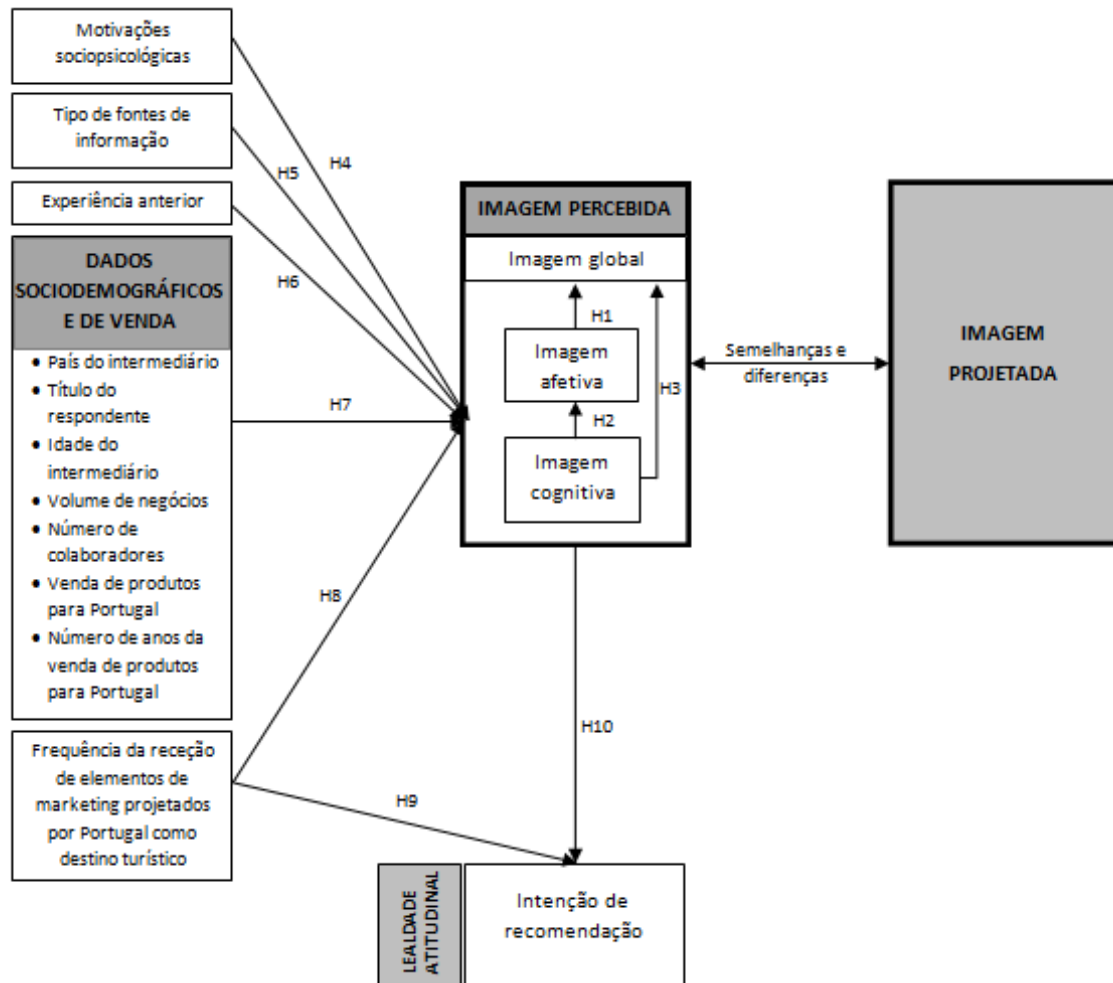 Motivações
sociopsicológicas
Tipo de fontes de
informação
Experiência anterior
DADOS
SOCIODEMOGRÁFICOS
E DE VENDA
• País do intermediário
• Título do
respondente
• Idade do
intermediário
• Volume de negócios
• Número de
colaboradores
• Venda de produtos
para Portugal
• Número de anos da
venda de produtos
para Portugal
Frequência da receção
de elementos de
marketing projetados
por Portugal como
destino turístico
H4
H5
H6
H7
H8
H9
IMAGEM PERCEBIDA
Imagem global
H1
Imagem
afetiva
H3
H2
Imagem
cognitiva
H10
Semelhanças e
diferenças
IMAGEM
PROJETADA
LEALDADE
ATITUDINAL
Intenção de
recomendação